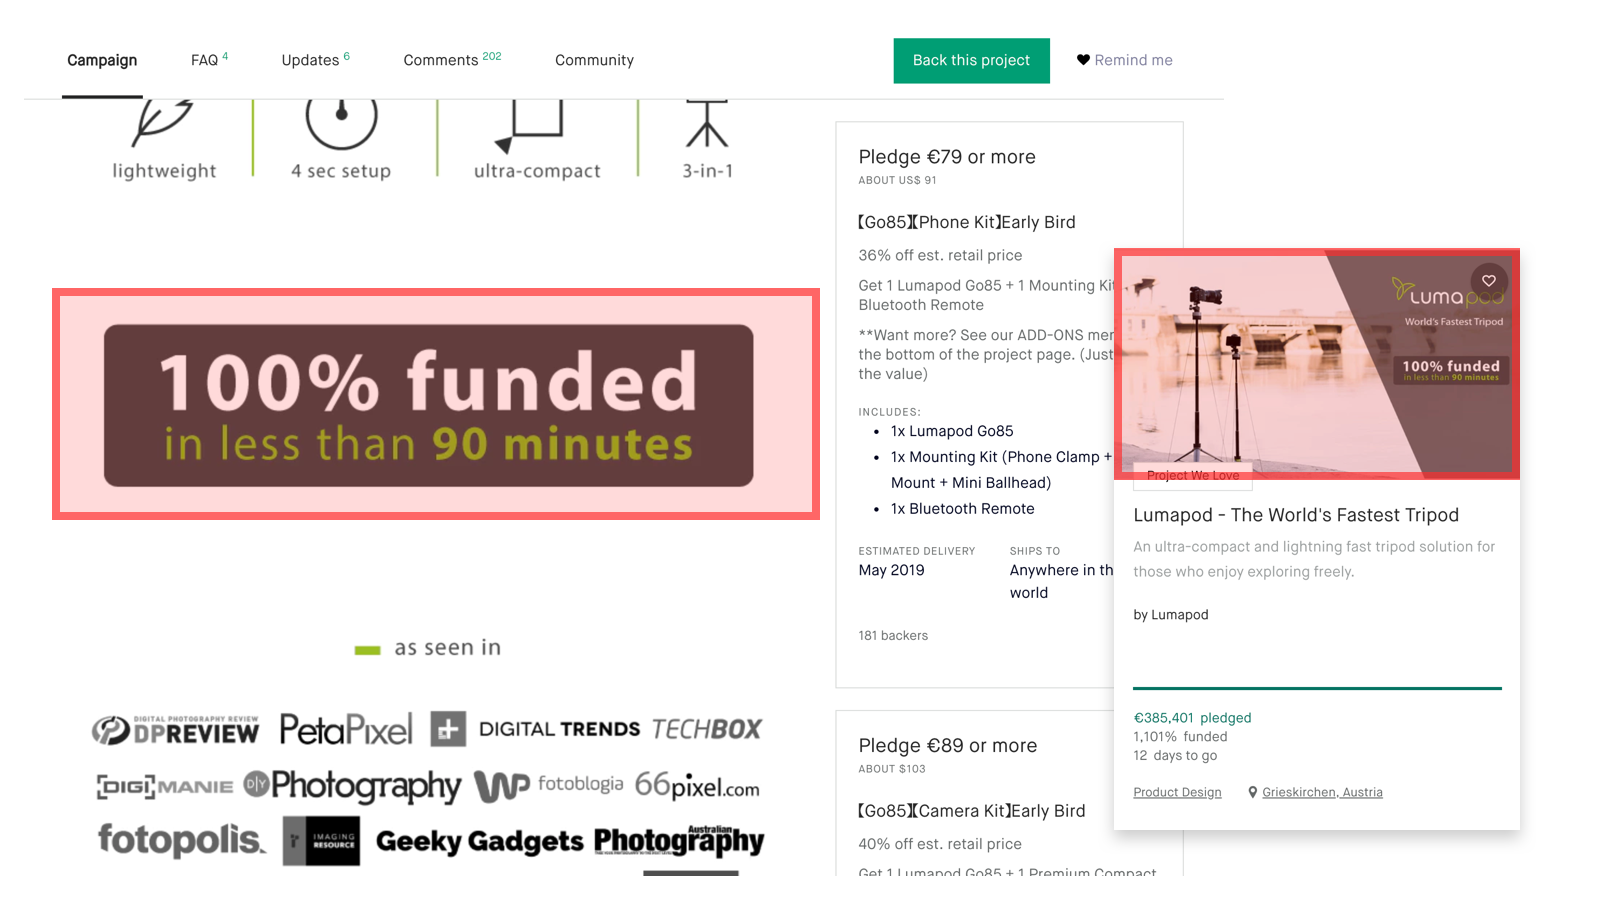 Campaign
FAQ 4
Updates 6
Comments 202
Community
Back this project
Remind me
lightweight
4 sec setup
ultra-compact
3-in-1
100% funded
in less than 90 minutes
as seen in
DIGITAL PHOTOGRAPHY REVIEW
DPREVIEW
PetaPixel
DIGITAL TRENDS
TECHBOX
[DIGI]MANIE
DIY Photography
WP fotoblogia
66pixel.com
fotopolis.
IMAGING
RESOURCE
Geeky Gadgets
Australian
Photography
Pledge €79 or more
ABOUT US$ 91
【Go85】【Phone Kit】Early Bird
36% off est. retail price
Get 1 Lumapod Go85 + 1 Mounting Kit
Bluetooth Remote
**Want more? See our ADD-ONS mer
the bottom of the project page. (Just
the value)
INCLUDES:
• 1x Lumapod Go85
• 1x Mounting Kit (Phone Clamp +
Mount + Mini Ballhead)
• 1x Bluetooth Remote
ESTIMATED DELIVERY
May 2019
SHIPS TO
Anywhere in th
world
181 backers
Pledge €89 or more
ABOUT $103
【Go85】【Camera Kit】Early Bird
40% off est. retail price
Get 1 Lumapod Go85 + 1 Premium Compact
Lumapod
World's Fastest Tripod
100% funded
in less than 90 minutes
Project We Love
Lumapod - The World's Fastest Tripod
An ultra-compact and lightning fast tripod solution for
those who enjoy exploring freely.
by Lumapod
€385,401 pledged
1,101% funded
12 days to go
Product Design
Grieskirchen, Austria